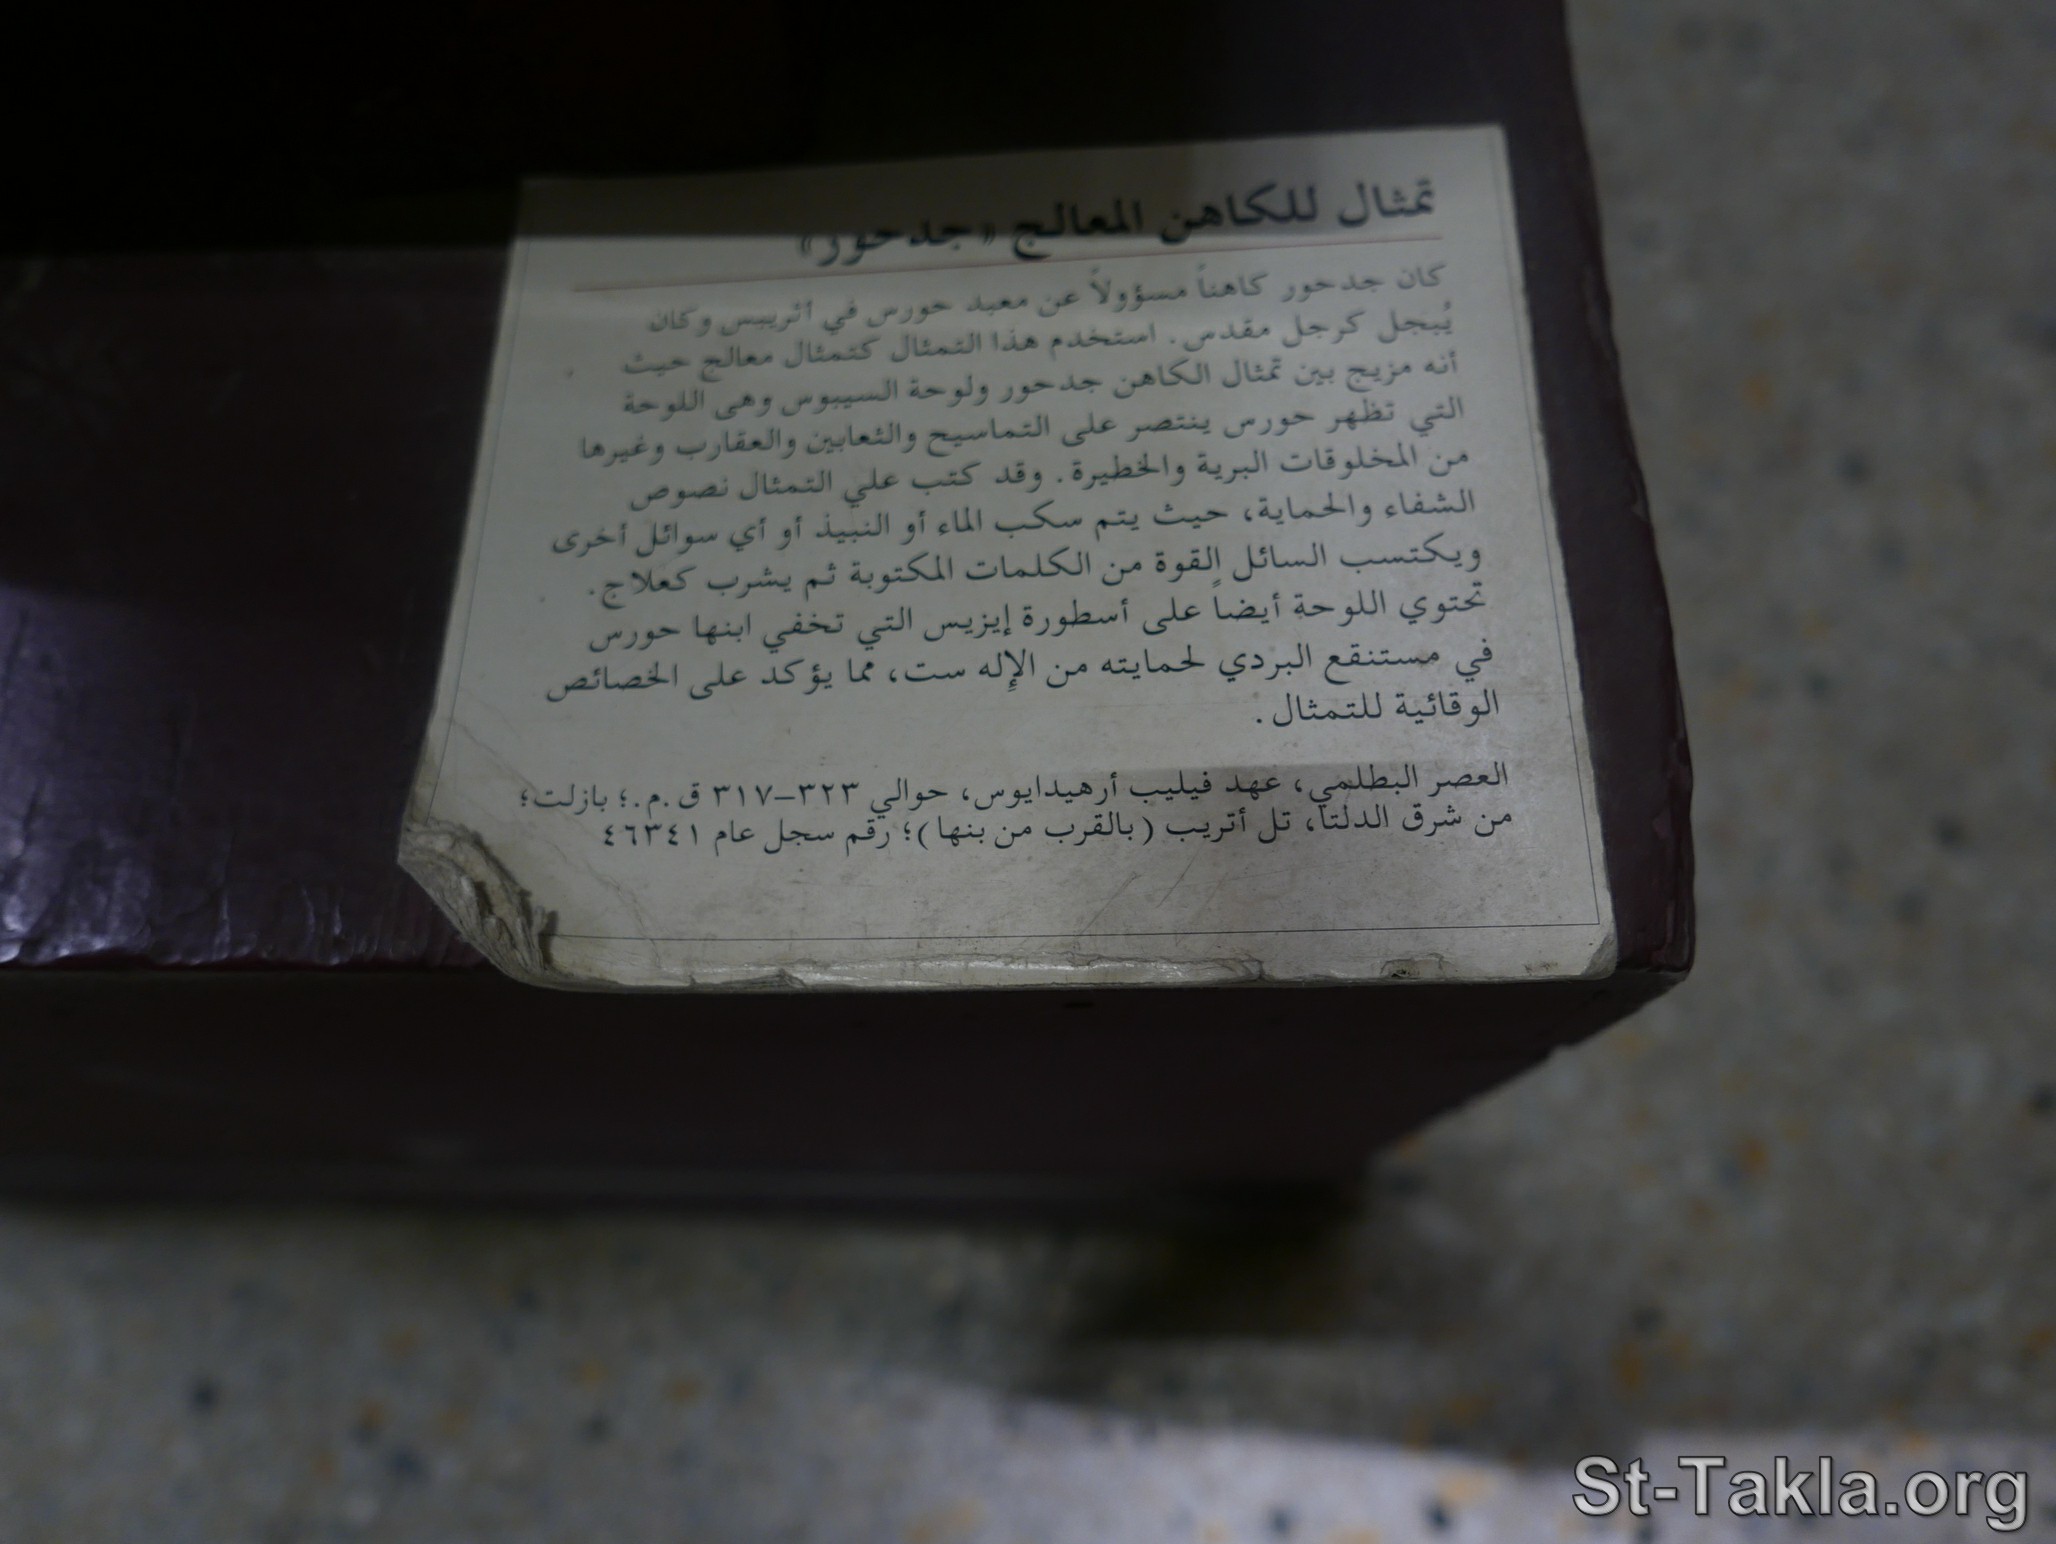 تمثال للكاهن المعالج «جدحور»
كان جدحور كاهناً مسؤولاً عن معبد حورس في أتريبس وكان
يُبجل كرجل مقدس. استخدم هذا التمثال كتمثال معالج حيث
أنه مزيج بين تمثال الكاهن جدحور ولوحة السيبوس وهى اللوحة
التي تظهر حورس ينتصر على التماسيح والثعابين والعقارب وغيرها
من المخلوقات البرية والخطيرة. وقد كتب علي التمثال نصوص
الشفاء والحماية، حيث يتم سكب الماء أو النبيذ أو أي سوائل أخرى
ويكتسب السائل القوة من الكلمات المكتوبة ثم يشرب كعلاج.
تحتوي اللوحة أيضاً على أسطورة إيزيس التي تخفي ابنها حورس
في مستنقع البردي لحمايته من الإله ست، مما يؤكد على الخصائص
الوقائية للتمثال.
العصر البطلمي، عهد فيليب أرهيدايوس، حوالي ٣٢٣–٣١٧ ق.م.؛ بازلت؛
من شرق الدلتا، تل أتريب (بالقرب من بنها)؛ رقم سجل عام ٤٦٣٤١
St-Takla.org